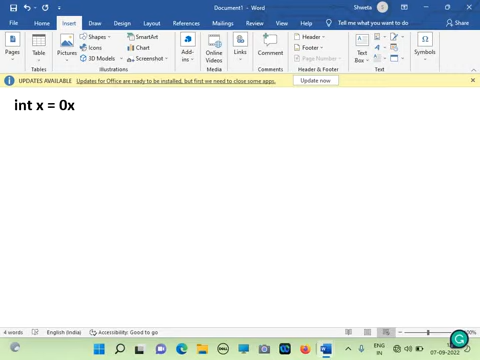 Document1 - Word
Shweta
File Home Insert Draw Design Layout References Mailings Review View Help Tell me what you want to do Share
Pages
Table
Tables
Pictures
Shapes
Icons
3D Models
SmartArt
Chart
Screenshot
Illustrations
Add-
ins
Online
Videos
Media
Links
Comment
Comments
Header
Footer
Page Number
Header & Footer
Text
Box
Text
Symbols
UPDATES AVAILABLE Updates for Office are ready to be installed, but first we need to close some apps. Update now
int x = 0x
4 words English (India) Accessibility: Good to go
ENG
IN
07-09-2022